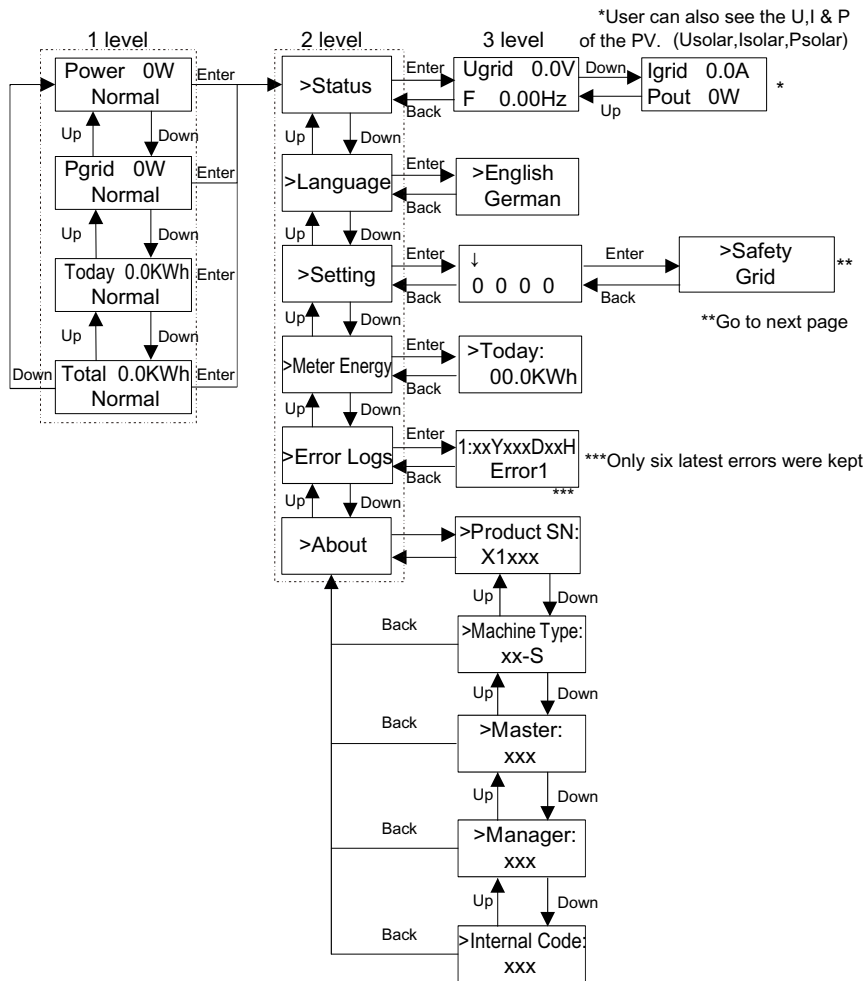 *User can also see the U,I & P
of the PV. (Usolar,Isolar,Psolar)
1 level
2 level
3 level
Power 0W
Normal
Enter
>Status
Enter
Back
Ugrid 0.0V
F 0.00Hz
Down
Up
Igrid 0.0A
Pout 0W
*
Up
Down
Up
Down
Pgrid 0W
Normal
Enter
>Language
Enter
Back
>English
German
Up
Down
Up
Down
Today 0.0KWh
Normal
Enter
>Setting
Enter
Back
↓
0 0 0 0
Enter
Back
>Safety
Grid
**
**Go to next page
Up
Down
Up
Down
Down
Total 0.0KWh
Normal
Enter
>Meter Energy
Enter
Back
>Today:
00.0KWh
Up
Down
>Error Logs
Enter
Back
1:xxYxxxDxxH
Error1
***
***Only six latest errors were kept
Up
Down
>About
>Product SN:
X1xxx
Up
Down
Back
>Machine Type:
xx-S
Up
Down
Back
>Master:
xxx
Up
Down
Back
>Manager:
xxx
Up
Down
Back
>Internal Code:
xxx